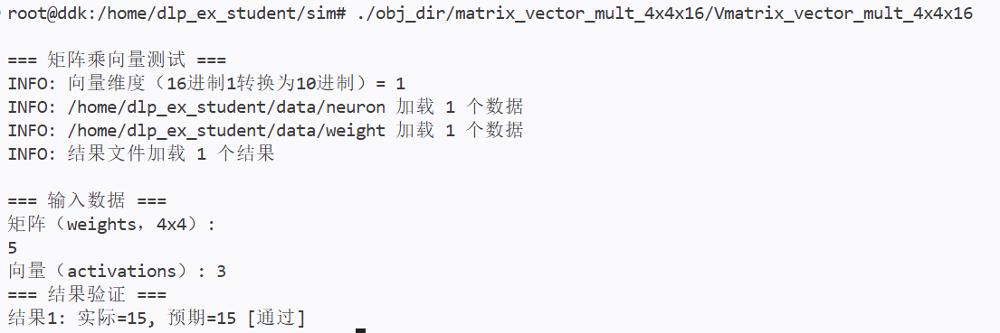 root@ddk:/home/dlp_ex_student/sim# ./obj_dir/matrix_vector_mult_4x4x16/Vmatrix_vector_mult_4x4x16
=== 矩阵乘向量测试 ===
INFO: 向量维度（16进制1转换为10进制）= 1
INFO: /home/dlp_ex_student/data/neuron 加载 1 个数据
INFO: /home/dlp_ex_student/data/weight 加载 1 个数据
INFO: 结果文件加载 1 个结果
=== 输入数据 ===
矩阵（weights，4x4）:
5
向量（activations）: 3
=== 结果验证 ===
结果1: 实际=15, 预期=15 [通过]